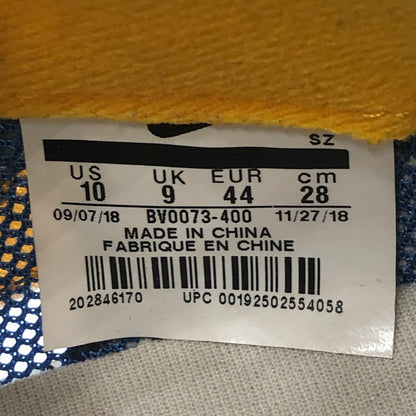 SZ
US UK EUR cm
10 9 44 28
09/07/18 BV0073-400 11/27/18
MADE IN CHINA
FABRIQUE EN CHINE
202846170 UPC 00192502554058